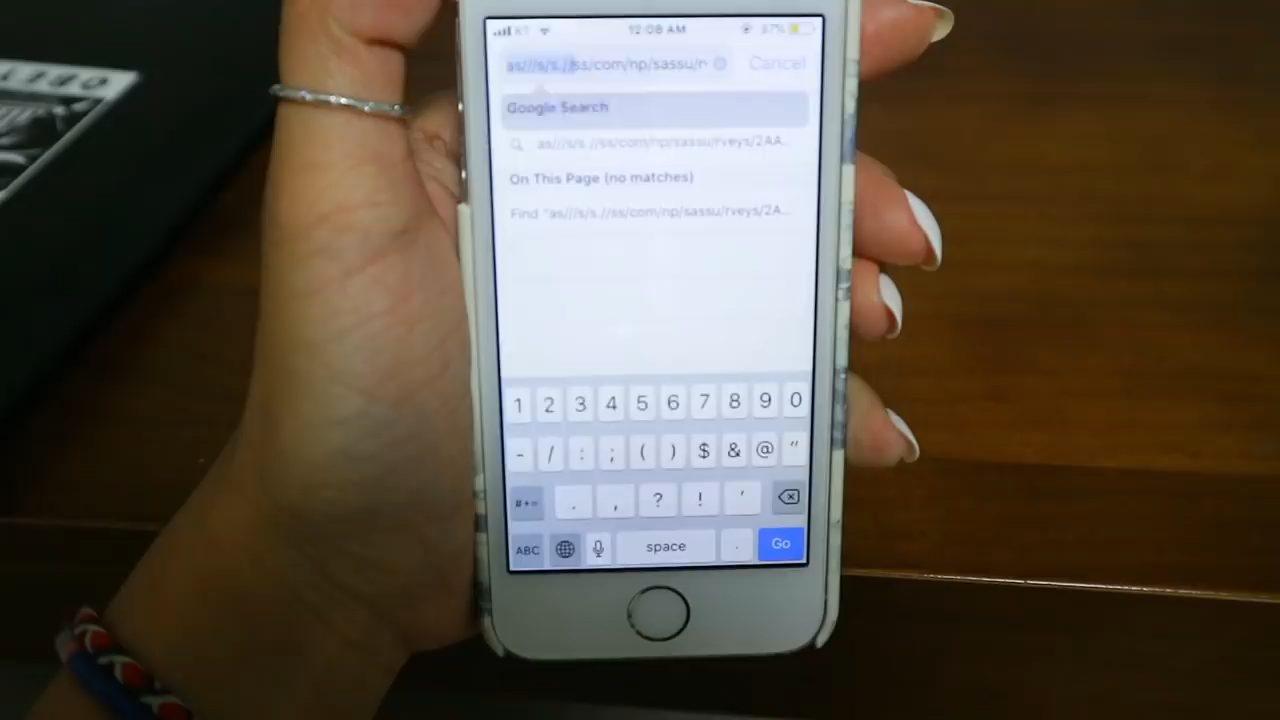 12:08 AM 37%
as///s/s.//ss/com/np/sassu/r Cancel
Google Search
as///s/s.//ss/com/np/sassu/rveys/2AA...
On This Page (no matches)
Find "as///s/s.//ss/com/np/sassu/rveys/2A...
1 2 3 4 5 6 7 8 9 0
- / : ; ( ) $ & @ "
#+= . , ? ! '
ABC space . Go